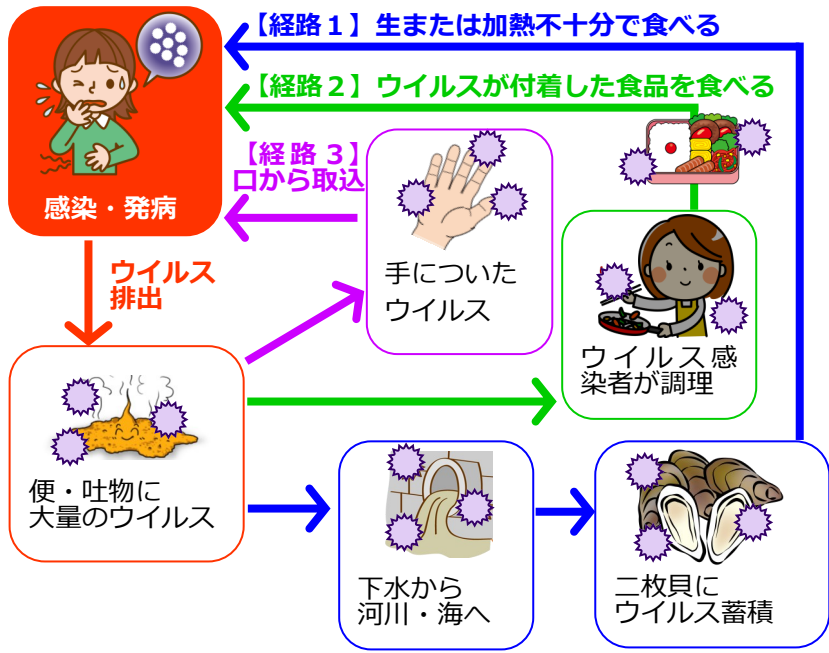 【経路１】生または加熱不十分で食べる
【経路２】ウイルスが付着した食品を食べる
【経路３】
口から取込
感染・発病
ウイルス
排出
手についた
ウイルス
ウイルス感
染者が調理
便・吐物に
大量のウイルス
下水から
河川・海へ
二枚貝に
ウイルス蓄積